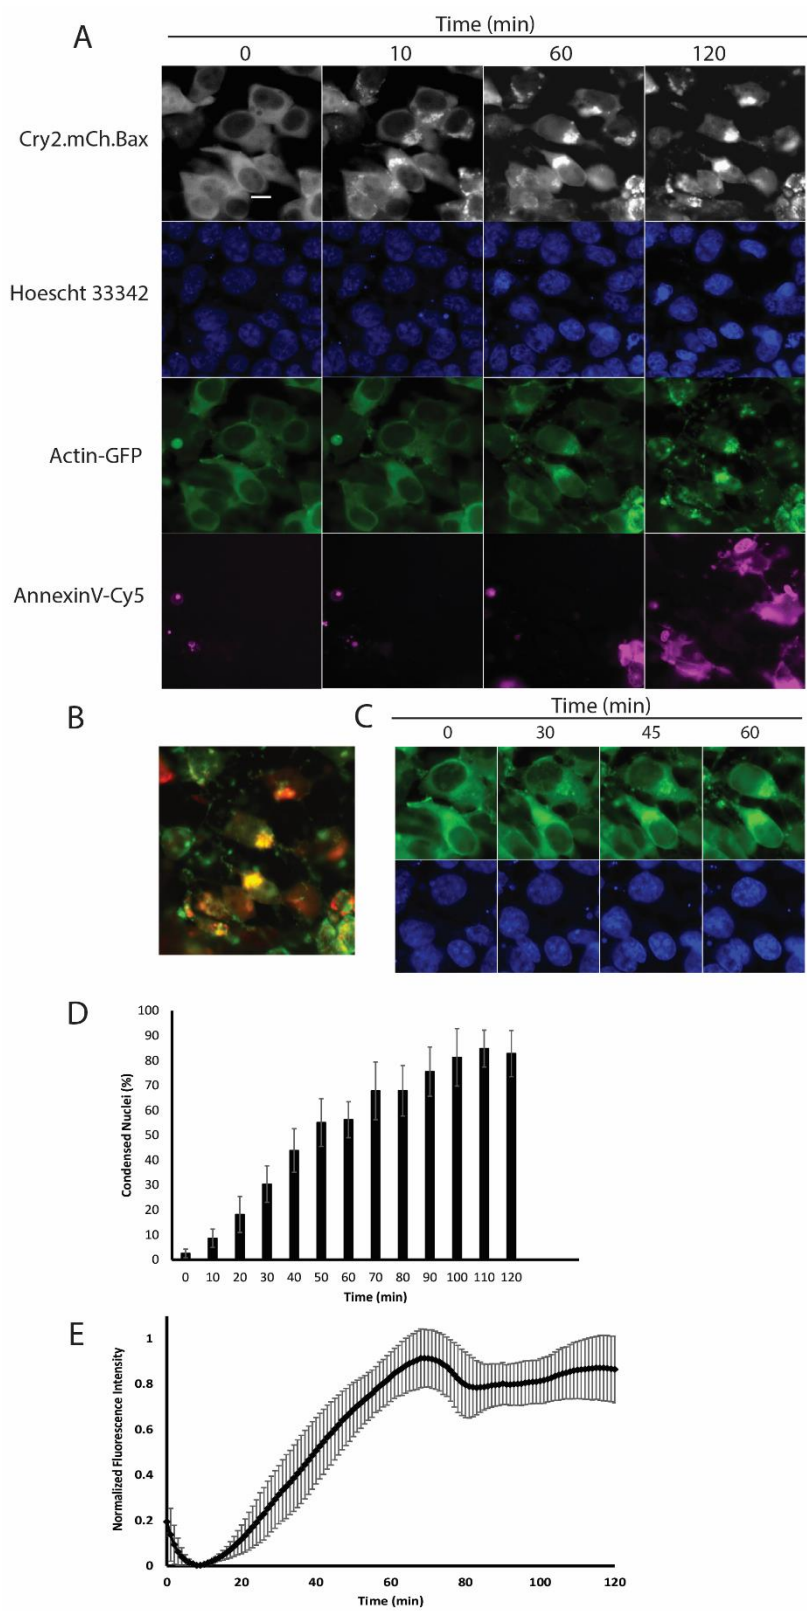 A
Time (min)
0 10 60 120
Cry2.mCh.Bax
Hoescht 33342
Actin-GFP
AnnexinV-Cy5
B
C
Time (min)
0 30 45 60
D
Condensed Nuclei (%)
100
90
80
70
60
50
40
30
20
10
0
0 10 20 30 40 50 60 70 80 90 100 110 120
Time (min)
E
Normalized Fluorescence Intensity
1
0.8
0.6
0.4
0.2
0
0 20 40 60 80 100 120
Time (min)